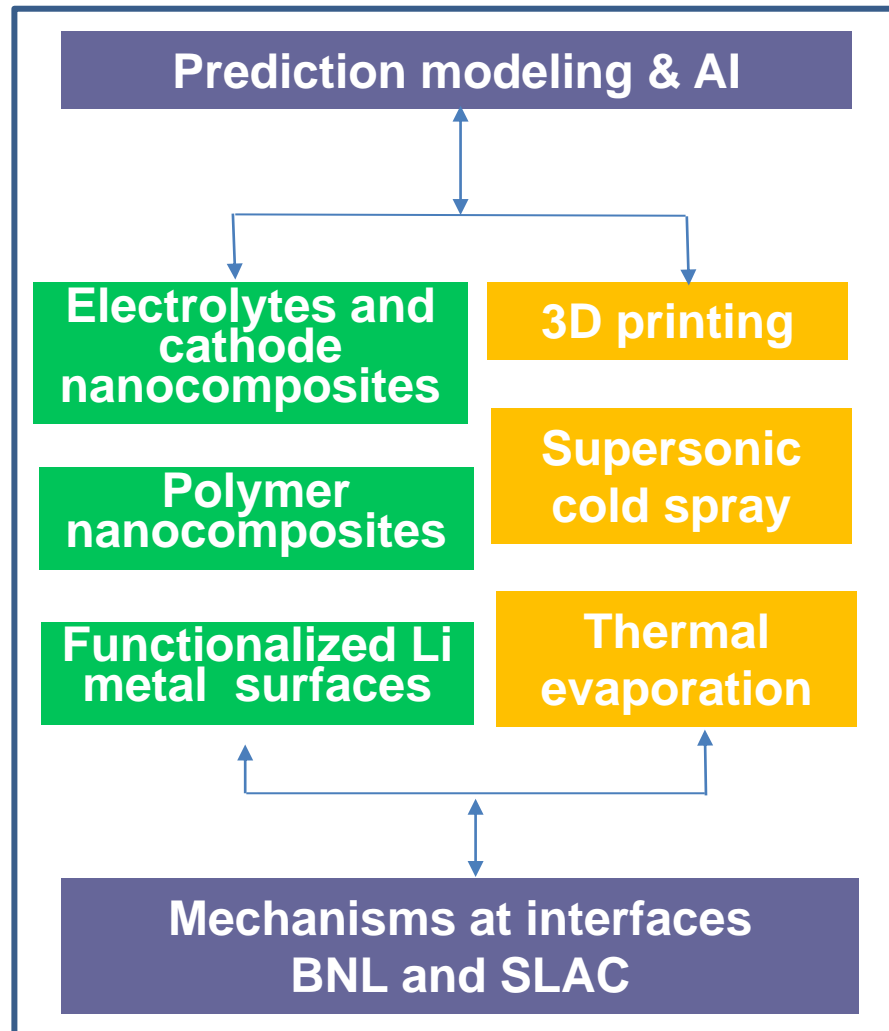 Prediction modeling & AI
Electrolytes and
cathode
nanocomposites
3D printing
Polymer
nanocomposites
Supersonic
cold spray
Functionalized Li
metal  surfaces
Thermal
evaporation
Mechanisms at interfaces
BNL and SLAC